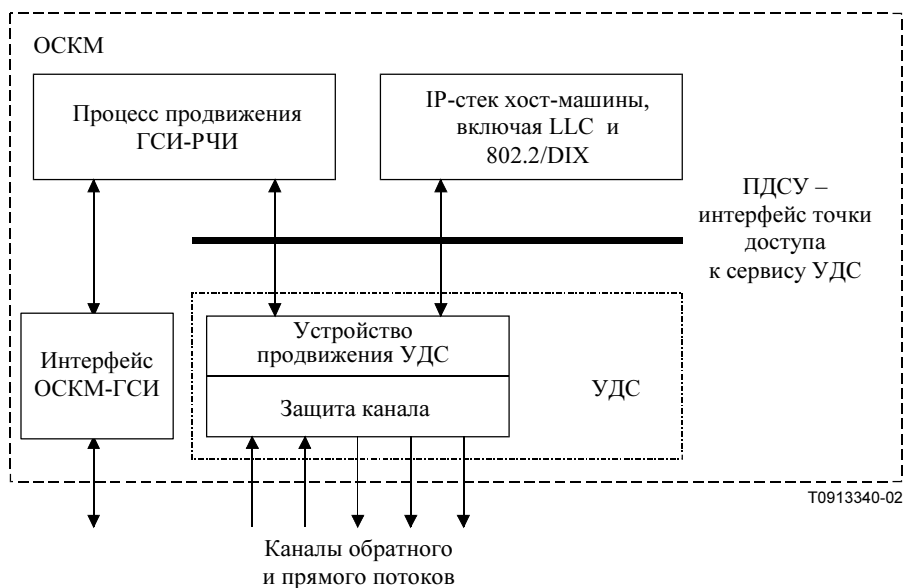 ОСКМ
Процесс продвижения
ГСИ-РЧИ
IP-стек хост-машины,
включая LLC и
802.2/DIX
ПДСУ –
интерфейс точки
доступа
к сервису УДС
Интерфейс
ОСКМ-ГСИ
Устройство
продвижения УДС
Защита канала
УДС
T0913340-02
Каналы обратного
и прямого потоков